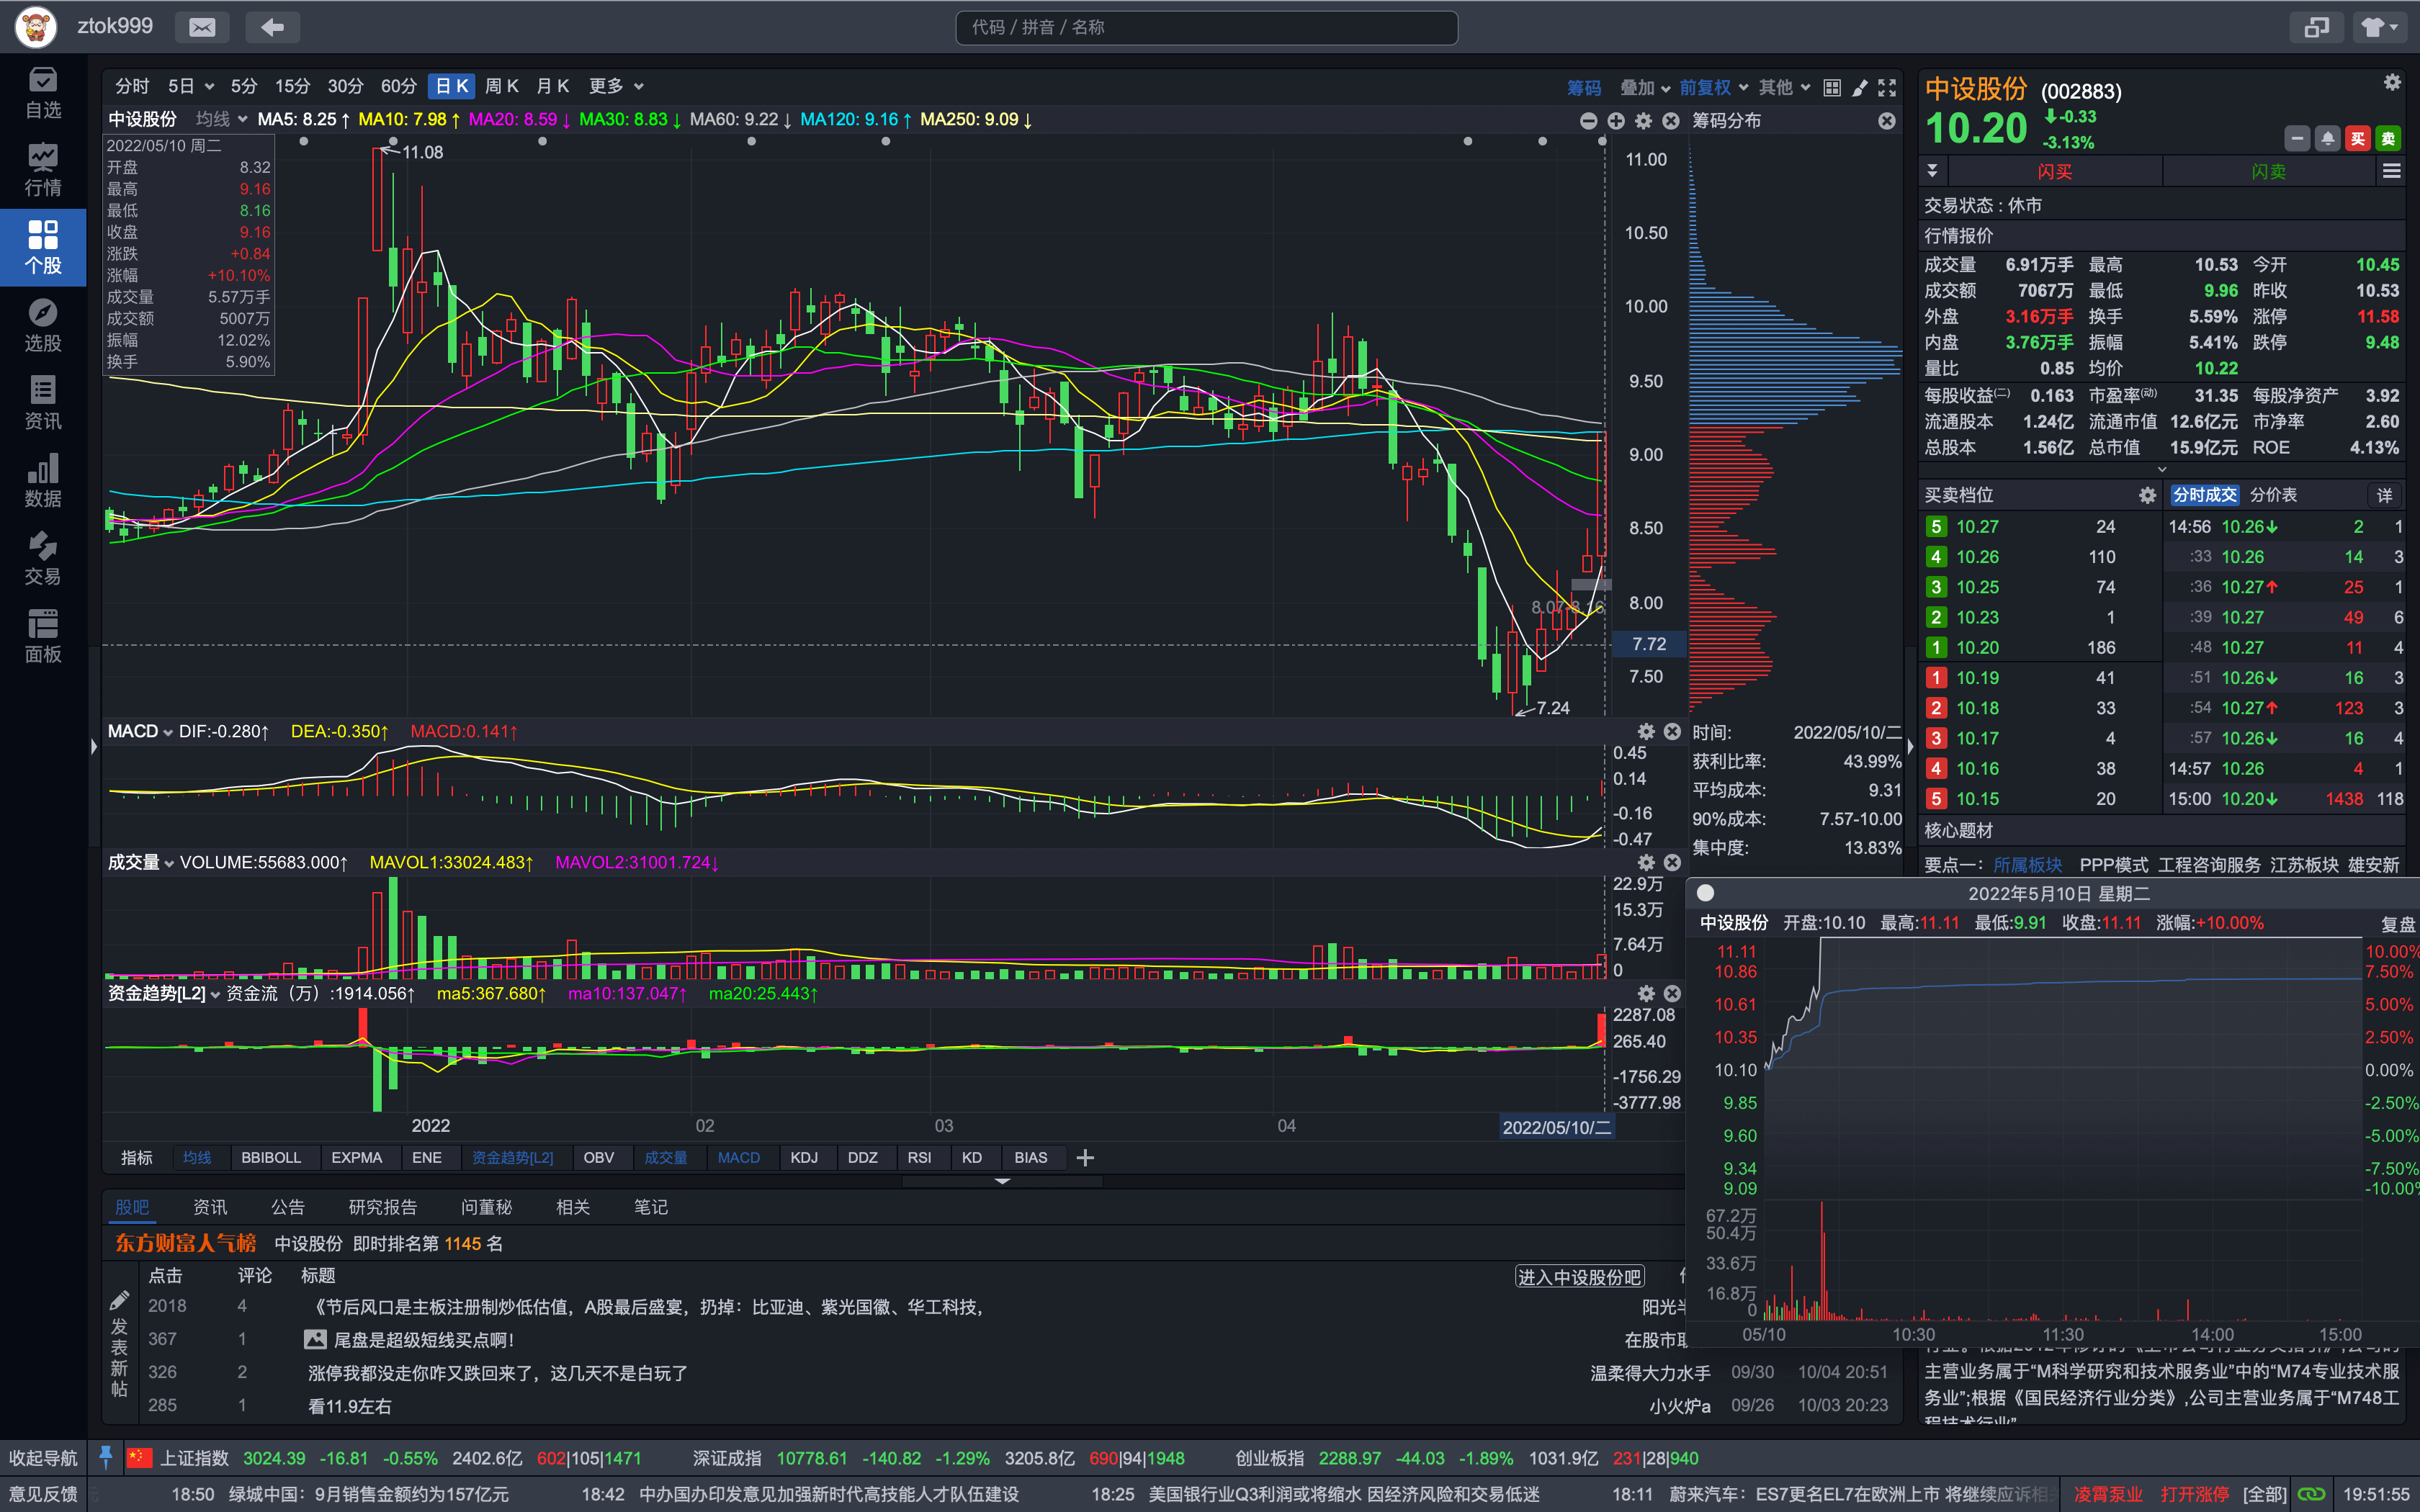 ztok999
代码 / 拼音 / 名称
自选
行情
个股
选股
资讯
数据
交易
面板
分时 5日 5分 15分 30分 60分 日K 周K 月K 更多
筹码 叠加 前复权 其他
中设股份 均线 MA5: 8.25↑ MA10: 7.98↑ MA20: 8.59↓ MA30: 8.83↓ MA60: 9.22↓ MA120: 9.16↑ MA250: 9.09↓
筹码分布
2022/05/10 周二
开盘 8.32
最高 9.16
最低 8.16
收盘 9.16
涨跌 +0.84
涨幅 +10.10%
成交量 5.57万手
成交额 5007万
振幅 12.02%
换手 5.90%
11.08
11.00
10.50
10.00
9.50
9.00
8.50
8.00
7.72
7.50
8.07-8.16
7.24
MACD DIF:-0.280↑ DEA:-0.350↑ MACD:0.141↑
0.45
0.14
-0.16
-0.47
成交量 VOLUME:55683.000↑ MAVOL1:33024.483↑ MAVOL2:31001.724↓
22.9万
15.3万
7.64万
0
资金趋势[L2] 资金流（万）:1914.056↑ ma5:367.680↑ ma10:137.047↑ ma20:25.443↑
2287.08
265.40
-1756.29
-3777.98
2022 02 03 04 2022/05/10/二
时间: 2022/05/10/二
获利比率: 43.99%
平均成本: 9.31
90%成本: 7.57-10.00
集中度: 13.83%
指标 均线 BBIBOLL EXPMA ENE 资金趋势[L2] OBV 成交量 MACD KDJ DDZ RSI KD BIAS
股吧 资讯 公告 研究报告 问董秘 相关 笔记
东方财富人气榜 中设股份 即时排名第 1145 名
点击 评论 标题 进入中设股份吧
发表新帖
2018 4 《节后风口是主板注册制炒低估值，A股最后盛宴，扔掉：比亚迪、紫光国徽、华工科技， 阳光半
367 1 尾盘是超级短线买点啊！ 在股市耶
326 2 涨停我都没走你咋又跌回来了，这几天不是白玩了 温柔得大力水手 09/30 10/04 20:51
285 1 看11.9左右 小火炉a 09/26 10/03 20:23
中设股份 (002883)
10.20 -0.33
-3.13%
买 卖
闪买 闪卖
交易状态 : 休市
行情报价
成交量 6.91万手 最高 10.53 今开 10.45
成交额 7067万 最低 9.96 昨收 10.53
外盘 3.16万手 换手 5.59% 涨停 11.58
内盘 3.76万手 振幅 5.41% 跌停 9.48
量比 0.85 均价 10.22
每股收益(二) 0.163 市盈率(动) 31.35 每股净资产 3.92
流通股本 1.24亿 流通市值 12.6亿元 市净率 2.60
总股本 1.56亿 总市值 15.9亿元 ROE 4.13%
买卖档位 分时成交 分价表 详
5 10.27 24
4 10.26 110
3 10.25 74
2 10.23 1
1 10.20 186
1 10.19 41
2 10.18 33
3 10.17 4
4 10.16 38
5 10.15 20
14:56 10.26↓ 2 1
:33 10.26 14 3
:36 10.27↑ 25 1
:39 10.27 49 6
:48 10.27 11 4
:51 10.26↓ 16 3
:54 10.27↑ 123 3
:57 10.26↓ 16 4
14:57 10.26 4 1
15:00 10.20↓ 1438 118
核心题材
要点一： 所属板块 PPP模式 工程咨询服务 江苏板块 雄安新
2022年5月10日 星期二
中设股份 开盘:10.10 最高:11.11 最低:9.91 收盘:11.11 涨幅:+10.00% 复盘
11.11 10.00%
10.86 7.50%
10.61 5.00%
10.35 2.50%
10.10 0.00%
9.85 -2.50%
9.60 -5.00%
9.34 -7.50%
9.09 -10.00%
67.2万
50.4万
33.6万
16.8万
0
05/10 10:30 11:30 14:00 15:00
主营业务属于“M科学研究和技术服务业”中的“M74专业技术服
务业”;根据《国民经济行业分类》,公司主营业务属于“M748工
程技术行业”
收起导航 上证指数 3024.39 -16.81 -0.55% 2402.6亿 602|105|1471 深证成指 10778.61 -140.82 -1.29% 3205.8亿 690|94|1948 创业板指 2288.97 -44.03 -1.89% 1031.9亿 231|28|940
意见反馈 18:50 绿城中国：9月销售金额约为157亿元 18:42 中办国办印发意见加强新时代高技能人才队伍建设 18:25 美国银行业Q3利润或将缩水 因经济风险和交易低迷 18:11 蔚来汽车：ES7更名EL7在欧洲上市 将继续应诉相关 凌霄泵业 打开涨停 [全部] 19:51:55